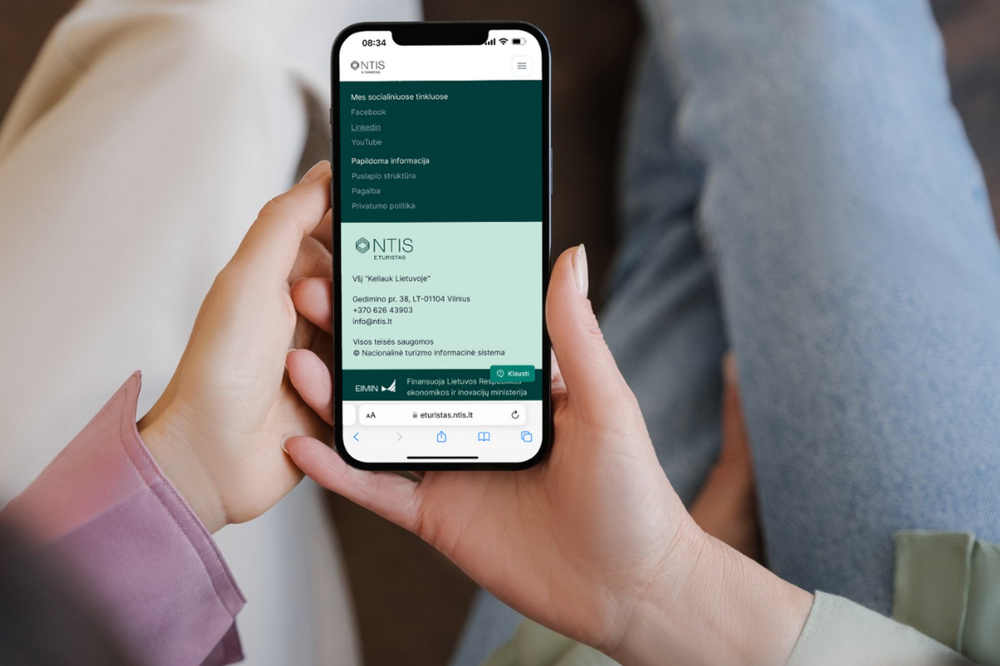 08:34
NTIS
E.TURISTAS
Mes socialiniuose tinkluose
Facebook
Linkedin
YouTube
Papildoma informacija
Puslapio struktūra
Pagalba
Privatumo politika
NTIS
E.TURISTAS
Všį "Keliauk Lietuvoje"
Gedimino pr. 38, LT-01104 Vilnius
+370 626 43903
info@ntis.lt
Visos teisės saugomos
© Nacionalinė turizmo informacinė sistema
Klausti
EIMIN
Finansuoja Lietuvos Respublikos
ekonomikos ir inovacijų ministerija
AA
eturistas.ntis.lt